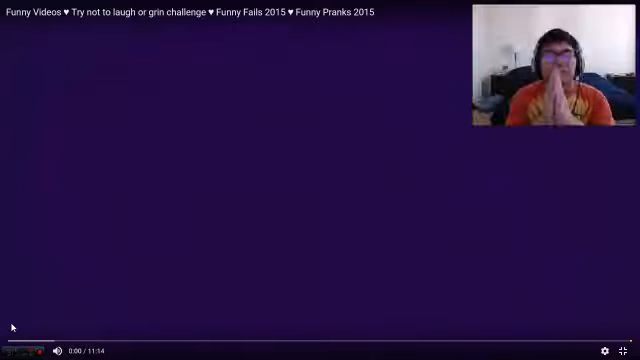 Funny Videos ♥ Try not to laugh or grin challenge ♥ Funny Fails 2015 ♥ Funny Pranks 2015
0:00 / 11:14